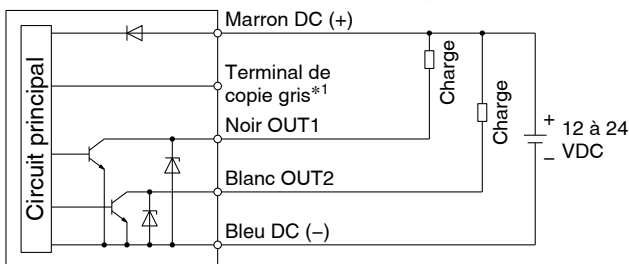 Marron DC (+)
Circuit principal
Terminal de
copie gris*1
Charge
Noir OUT1
Charge
+
12 à 24
VDC
−
Blanc OUT2
Bleu DC (−)